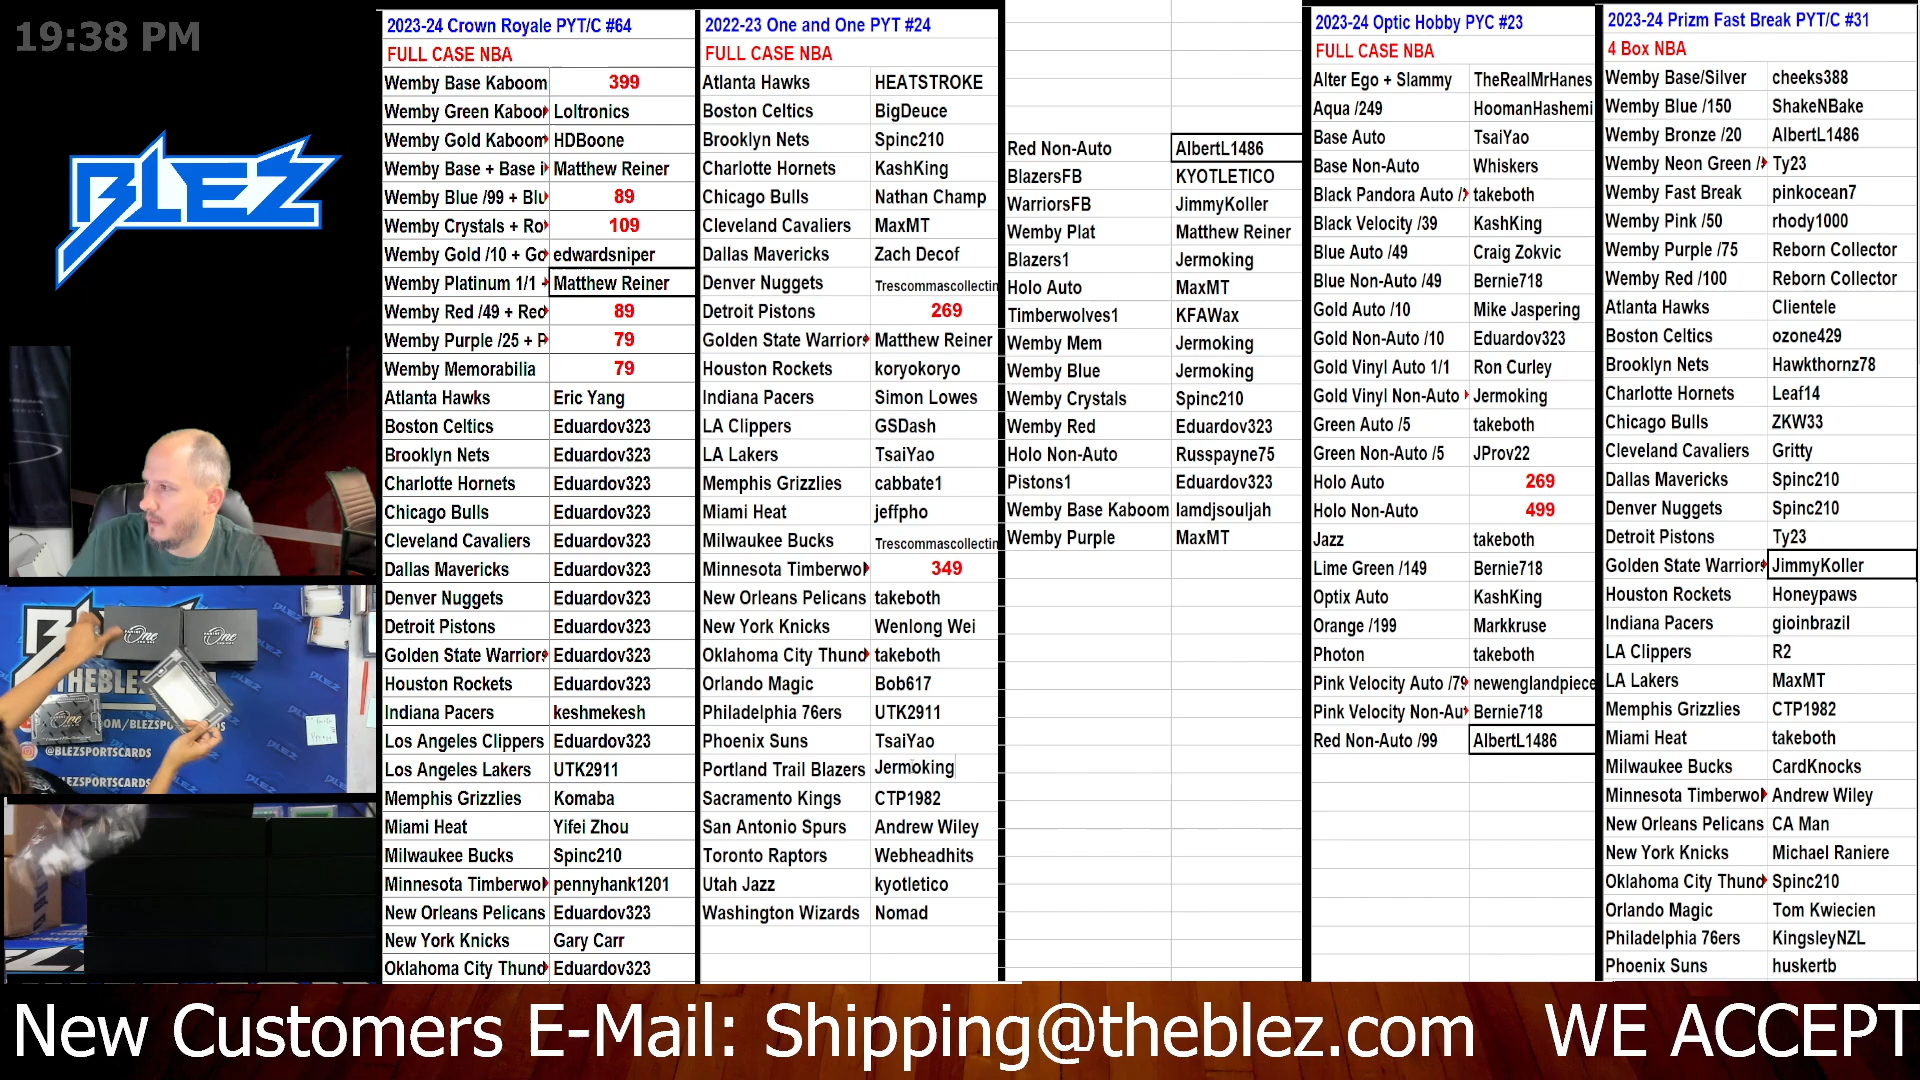 19:38 PM
BLEZ
2023-24 Crown Royale PYT/C #64
FULL CASE NBA
Wemby Base Kaboom 399
Wemby Green Kaboo Loltronics
Wemby Gold Kaboom HDBoone
Wemby Base + Base i Matthew Reiner
Wemby Blue /99 + Blu 89
Wemby Crystals + Ro 109
Wemby Gold /10 + Go edwardsniper
Wemby Platinum 1/1 + Matthew Reiner
Wemby Red /49 + Red 89
Wemby Purple /25 + P 79
Wemby Memorabilia 79
Atlanta Hawks Eric Yang
Boston Celtics Eduardov323
Brooklyn Nets Eduardov323
Charlotte Hornets Eduardov323
Chicago Bulls Eduardov323
Cleveland Cavaliers Eduardov323
Dallas Mavericks Eduardov323
Denver Nuggets Eduardov323
Detroit Pistons Eduardov323
Golden State Warriors Eduardov323
Houston Rockets Eduardov323
Indiana Pacers keshmekesh
Los Angeles Clippers Eduardov323
Los Angeles Lakers UTK2911
Memphis Grizzlies Komaba
Miami Heat Yifei Zhou
Milwaukee Bucks Spinc210
Minnesota Timberwol pennyhank1201
New Orleans Pelicans Eduardov323
New York Knicks Gary Carr
Oklahoma City Thund Eduardov323
2022-23 One and One PYT #24
FULL CASE NBA
Atlanta Hawks HEATSTROKE
Boston Celtics BigDeuce
Brooklyn Nets Spinc210
Charlotte Hornets KashKing
Chicago Bulls Nathan Champ
Cleveland Cavaliers MaxMT
Dallas Mavericks Zach Decof
Denver Nuggets Trescommascollectin
Detroit Pistons 269
Golden State Warriors Matthew Reiner
Houston Rockets koryokoryo
Indiana Pacers Simon Lowes
LA Clippers GSDash
LA Lakers TsaiYao
Memphis Grizzlies cabbate1
Miami Heat jeffpho
Milwaukee Bucks Trescommascollectin
Minnesota Timberwol 349
New Orleans Pelicans takeboth
New York Knicks Wenlong Wei
Oklahoma City Thund takeboth
Orlando Magic Bob617
Philadelphia 76ers UTK2911
Phoenix Suns TsaiYao
Portland Trail Blazers Jermoking
Sacramento Kings CTP1982
San Antonio Spurs Andrew Wiley
Toronto Raptors Webheadhits
Utah Jazz kyotletico
Washington Wizards Nomad
Red Non-Auto AlbertL1486
BlazersFB KYOTLETICO
WarriorsFB JimmyKoller
Wemby Plat Matthew Reiner
Blazers1 Jermoking
Holo Auto MaxMT
Timberwolves1 KFAWax
Wemby Mem Jermoking
Wemby Blue Jermoking
Wemby Crystals Spinc210
Wemby Red Eduardov323
Holo Non-Auto Russpayne75
Pistons1 Eduardov323
Wemby Base Kaboom Iamdjsouljah
Wemby Purple MaxMT
2023-24 Optic Hobby PYC #23
FULL CASE NBA
Alter Ego + Slammy TheRealMrHanes
Aqua /249 HoomanHashemi
Base Auto TsaiYao
Base Non-Auto Whiskers
Black Pandora Auto / takeboth
Black Velocity /39 KashKing
Blue Auto /49 Craig Zokvic
Blue Non-Auto /49 Bernie718
Gold Auto /10 Mike Jaspering
Gold Non-Auto /10 Eduardov323
Gold Vinyl Auto 1/1 Ron Curley
Gold Vinyl Non-Auto Jermoking
Green Auto /5 takeboth
Green Non-Auto /5 JProv22
Holo Auto 269
Holo Non-Auto 499
Jazz takeboth
Lime Green /149 Bernie718
Optix Auto KashKing
Orange /199 Markkruse
Photon takeboth
Pink Velocity Auto /79 newenglandpiece
Pink Velocity Non-Au Bernie718
Red Non-Auto /99 AlbertL1486
2023-24 Prizm Fast Break PYT/C #31
4 Box NBA
Wemby Base/Silver cheeks388
Wemby Blue /150 ShakeNBake
Wemby Bronze /20 AlbertL1486
Wemby Neon Green / Ty23
Wemby Fast Break pinkocean7
Wemby Pink /50 rhody1000
Wemby Purple /75 Reborn Collector
Wemby Red /100 Reborn Collector
Atlanta Hawks Clientele
Boston Celtics ozone429
Brooklyn Nets Hawkthornz78
Charlotte Hornets Leaf14
Chicago Bulls ZKW33
Cleveland Cavaliers Gritty
Dallas Mavericks Spinc210
Denver Nuggets Spinc210
Detroit Pistons Ty23
Golden State Warrior JimmyKoller
Houston Rockets Honeypaws
Indiana Pacers gioinbrazil
LA Clippers R2
LA Lakers MaxMT
Memphis Grizzlies CTP1982
Miami Heat takeboth
Milwaukee Bucks CardKnocks
Minnesota Timberwol Andrew Wiley
New Orleans Pelicans CA Man
New York Knicks Michael Raniere
Oklahoma City Thund Spinc210
Orlando Magic Tom Kwiecien
Philadelphia 76ers KingsleyNZL
Phoenix Suns huskertb
One
One
One
THEBLEZ
.COM/BLEZSPO
@BLEZSPORTSCARDS
BLEZSPORTSCARDS
New Customers E-Mail: Shipping@theblez.com WE ACCEPT